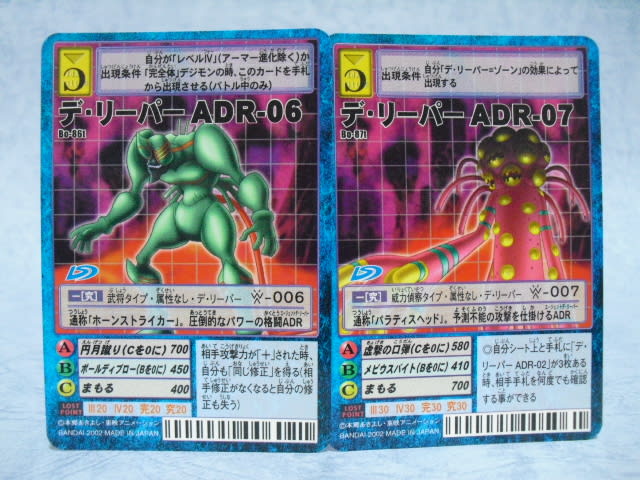 出現条件
自分が「レベルⅣ」(アーマー進化除く)か
「完全体」デジモンの時、このカードを手札
から出現させる(バトル中のみ)
デ・リーパー ADR-06
Bo-86t
一[究] 武将タイプ・属性なし・デ・リーパー W-006
通称「ホーンストライカー」。圧倒的なパワーの格闘ADR
A 円月蹴り(Cを0に) 700
B ボールディブロー(Bを0に) 450
C まもる 400
相手攻撃力が「+」された時、
自分も「同じ修正」を得る(相
手修正がなくなると自分の修
正も失う)
LOST POINT Ⅲ20 Ⅳ20 完20 究20
©本郷あきよし・東映アニメーション
BANDAI 2002 MADE IN JAPAN
出現条件
自分「デ・リーパー=ゾーン」の効果によって
出現する
デ・リーパー ADR-07
Bo-87t
一[究] 威力偵察タイプ・属性なし・デ・リーパー W-007
通称「パラティスヘッド」。予測不能の攻撃を仕掛けるADR
A 虚撃の口弾(Cを0に) 580
B メビウスバイト(Bを0に) 410
C まもる 700
◎自分シート上と手札に「デ・
リーパー ADR-02」が3枚ある
時、相手手札を何度でも確認
する事ができる
LOST POINT Ⅲ30 Ⅳ30 完30 究30
©本郷あきよし・東映アニメーション
BANDAI 2002 MADE IN JAPAN